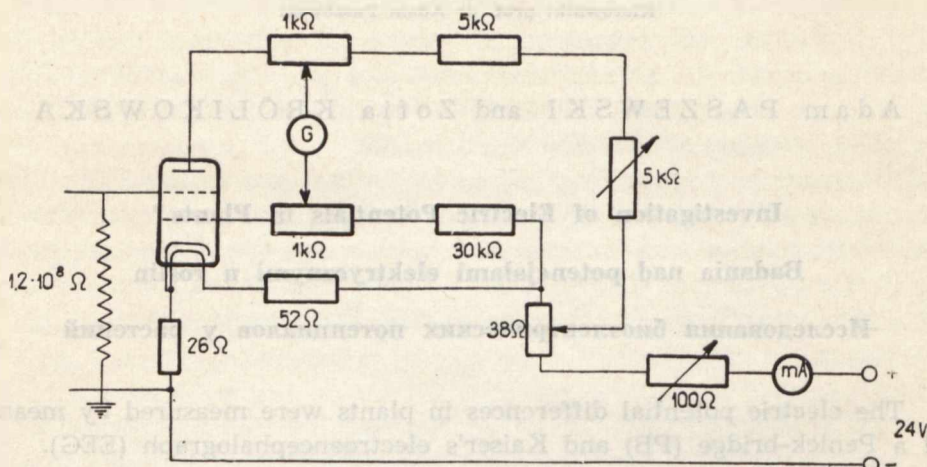 1kΩ
5kΩ
Adam PASZEWSKI and Zofia KRÓLIKOWSKA
G
5kΩ
Investigation of Electric Potentials in Plants
1kΩ
30kΩ
Badania nad potencjałami elektrycznymi u roślin
1,2·10⁸ Ω
52Ω
38Ω
Исследования биоэлектрических потенциалов у растений
26Ω
mA
+
100Ω
The electric potential differences in plants were measured by mea
24V
a Penick-bridge (PB) and Kaiser's electroencephalograph (EEG).
−